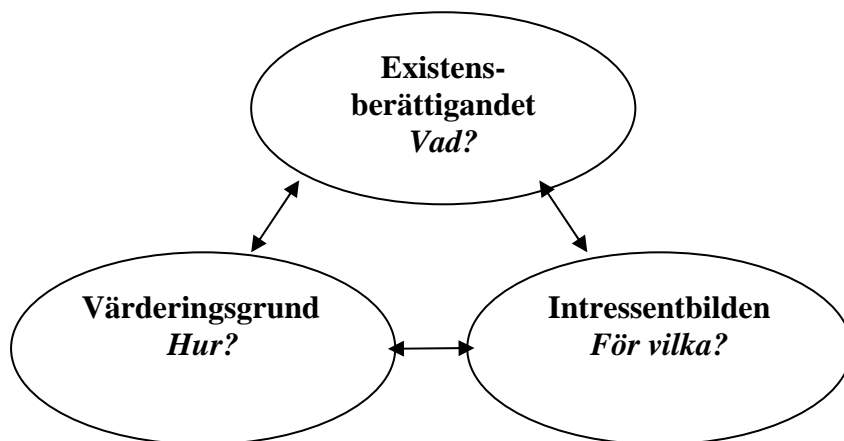 Existens-
berättigandet
Vad?
Värderingsgrund
Hur?
Intressentbilden
För vilka?